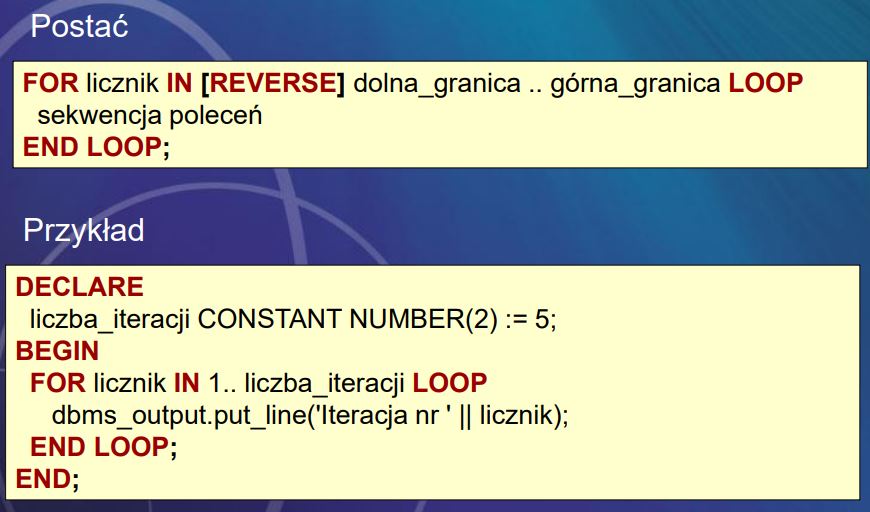 Postać
FOR licznik IN [REVERSE] dolna_granica .. górna_granica LOOP
sekwencja poleceń
END LOOP;
Przykład
DECLARE
liczba_iteracji CONSTANT NUMBER(2) := 5;
BEGIN
FOR licznik IN 1.. liczba_iteracji LOOP
dbms_output.put_line('Iteracja nr ' || licznik);
END LOOP;
END;